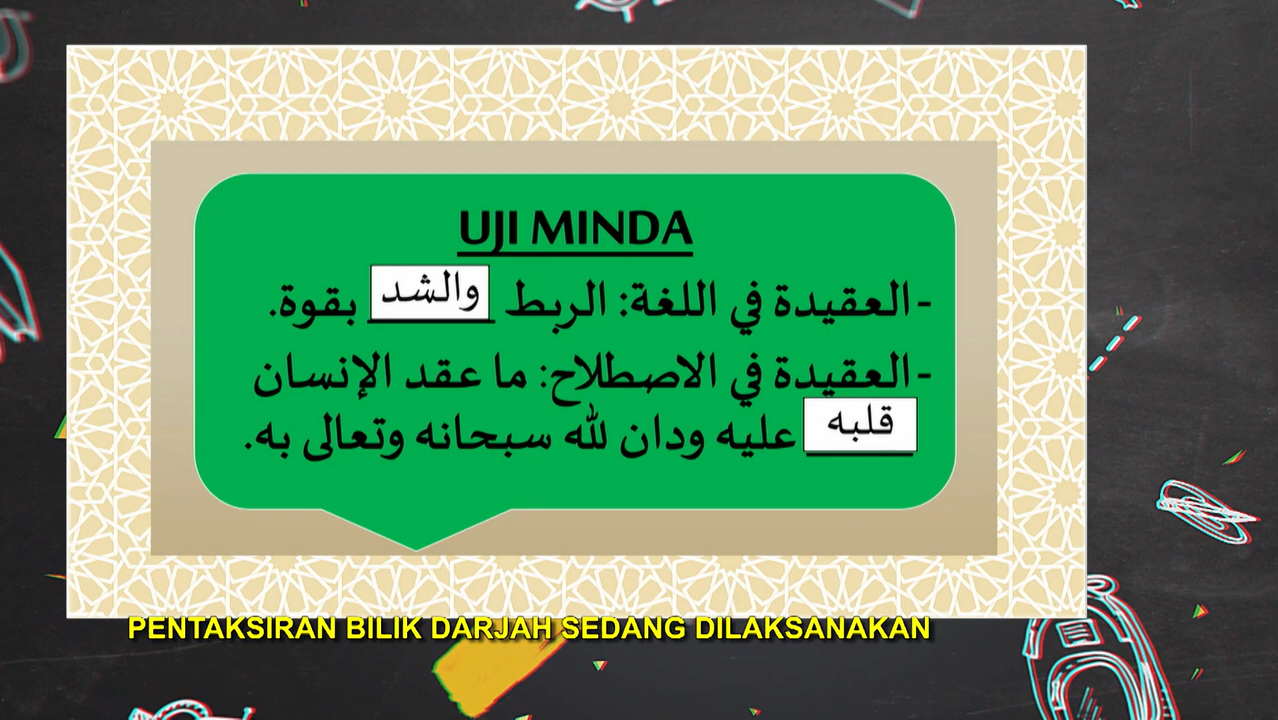 UJI MINDA
-العقيدة في اللغة: الربط والشد بقوة.
-العقيدة في الاصطلاح: ما عقد الإنسان
قلبه عليه ودان لله سبحانه وتعالى به.
PENTAKSIRAN BILIK DARJAH SEDANG DILAKSANAKAN